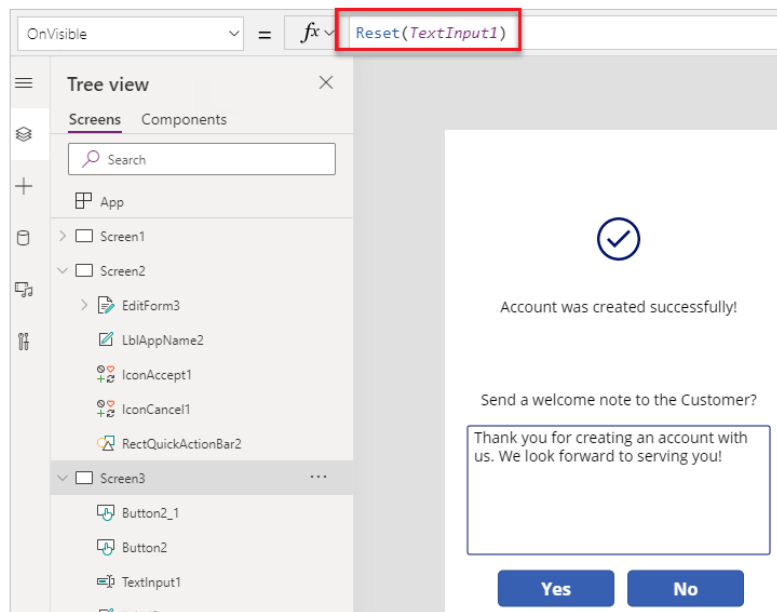 OnVisible = fx Reset(TextInput1)
Tree view
Screens Components
Search
App
Screen1
Screen2
EditForm3
LblAppName2
IconAccept1
IconCancel1
RectQuickActionBar2
Screen3 ...
Button2_1
Button2
TextInput1
Account was created successfully!
Send a welcome note to the Customer?
Thank you for creating an account with
us. We look forward to serving you!
Yes No